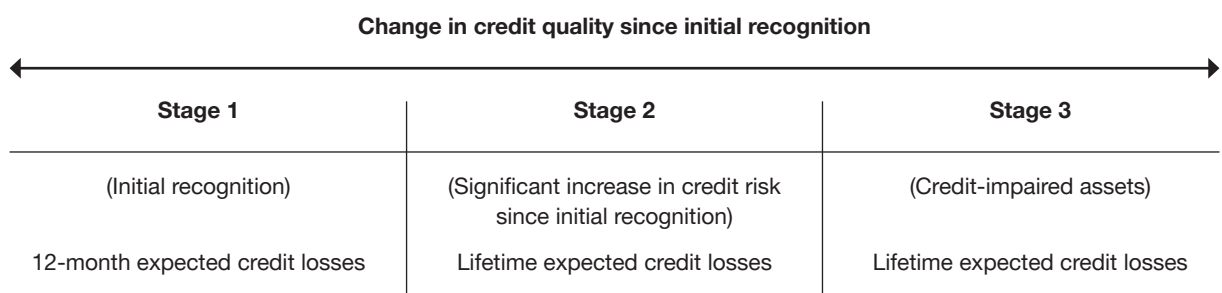 Change in credit quality since initial recognition
Stage 1
Stage 2
Stage 3
(Initial recognition)
(Significant increase in credit risk
since initial recognition)
(Credit-impaired assets)
12-month expected credit losses
Lifetime expected credit losses
Lifetime expected credit losses